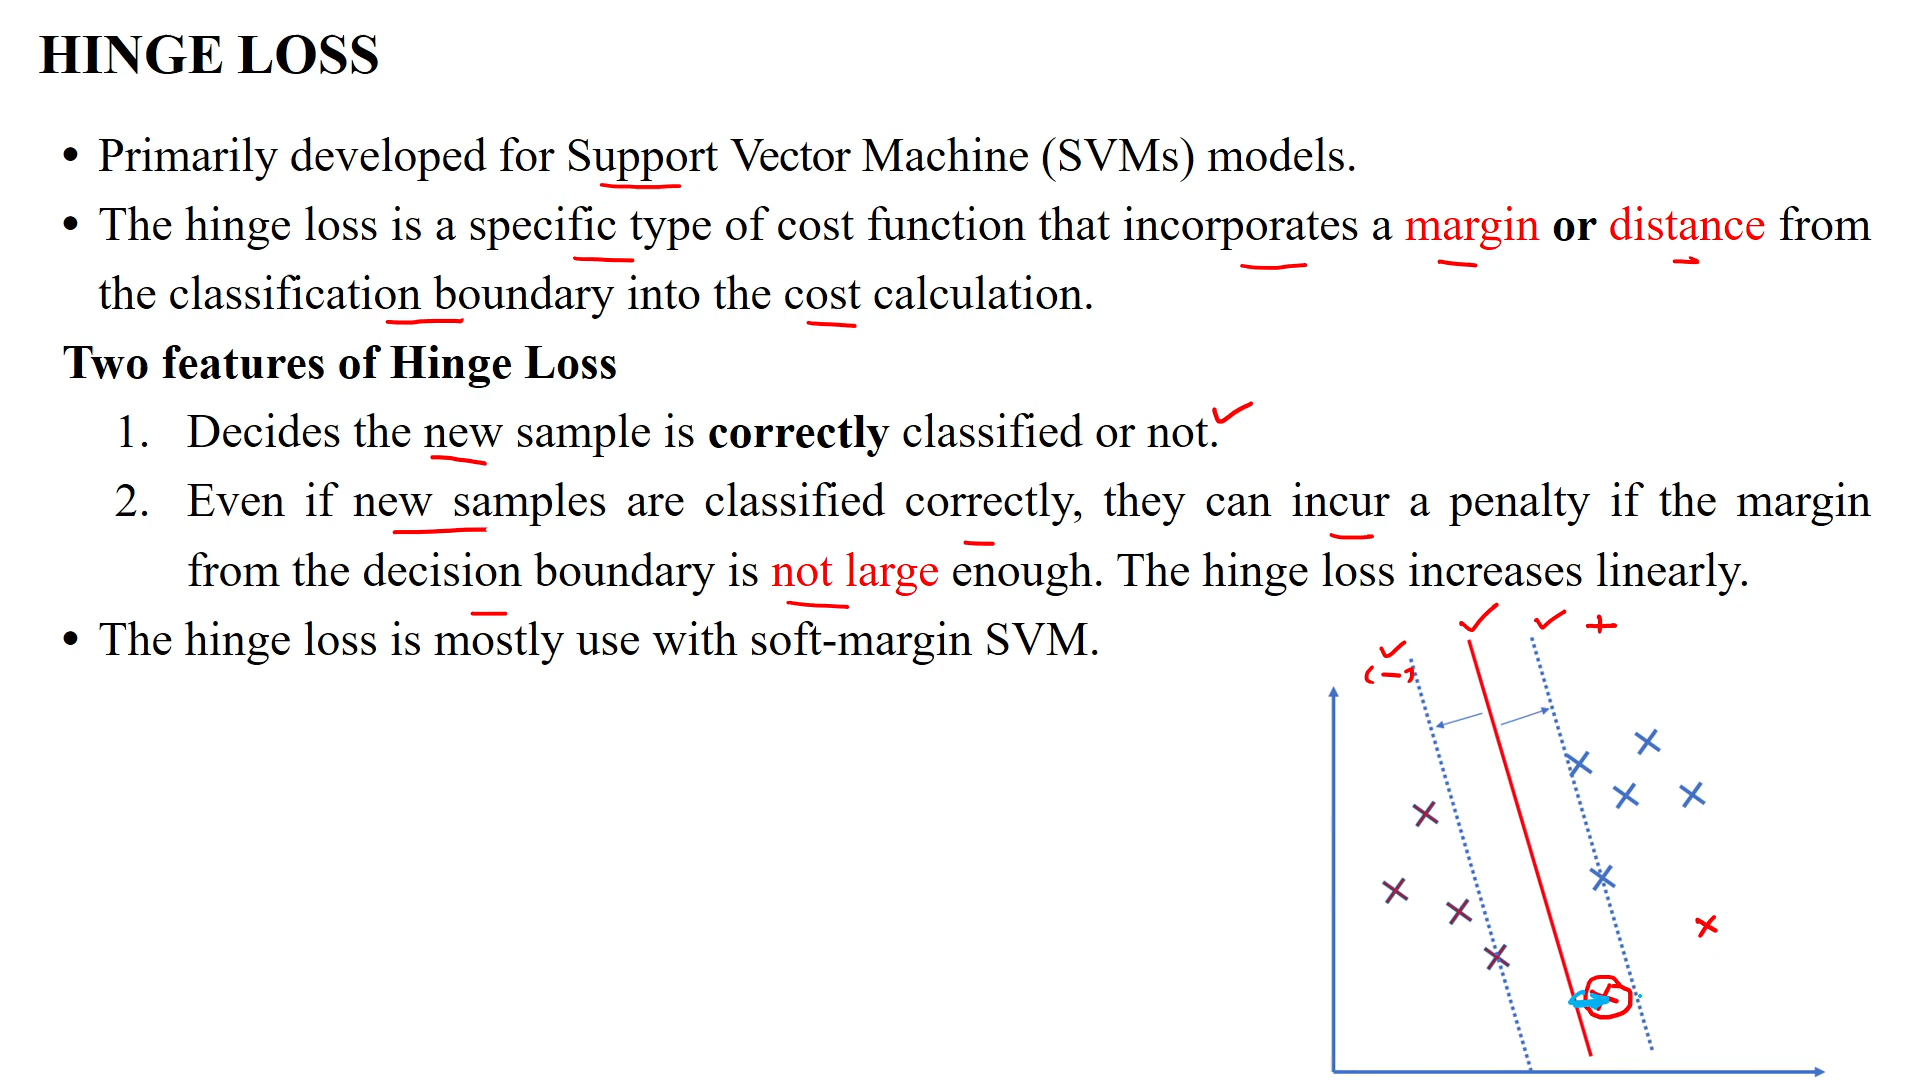 HINGE LOSS
• Primarily developed for Support Vector Machine (SVMs) models.
• The hinge loss is a specific type of cost function that incorporates a margin or distance from
the classification boundary into the cost calculation.
Two features of Hinge Loss
1. Decides the new sample is correctly classified or not.
2. Even if new samples are classified correctly, they can incur a penalty if the margin
from the decision boundary is not large enough. The hinge loss increases linearly.
• The hinge loss is mostly use with soft-margin SVM.
+
(-)